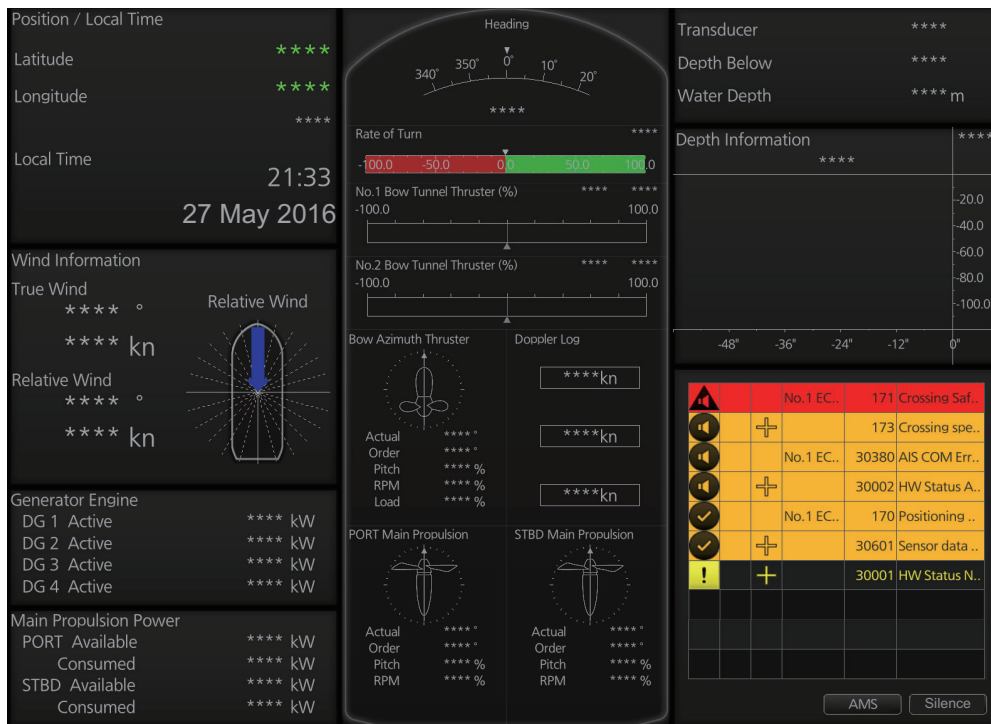 Position / Local Time
Latitude ****
Longitude ****
****
Local Time
21:33
27 May 2016
Wind Information
True Wind
**** °
**** kn
Relative Wind
Relative Wind
**** °
**** kn
Generator Engine
DG 1 Active **** kW
DG 2 Active **** kW
DG 3 Active **** kW
DG 4 Active **** kW
Main Propulsion Power
PORT Available **** kW
Consumed **** kW
STBD Available **** kW
Consumed **** kW
Heading
340° 350° 0° 10° 20°
****
Rate of Turn ****
-100.0 -50.0 0.0 50.0 100.0
No.1 Bow Tunnel Thruster (%) **** ****
-100.0 100.0
No.2 Bow Tunnel Thruster (%) **** ****
-100.0 100.0
Bow Azimuth Thruster
Actual ****°
Order ****°
Pitch **** %
RPM **** %
Load **** %
Doppler Log
****kn
****kn
****kn
PORT Main Propulsion
Actual ****°
Order ****°
Pitch **** %
RPM **** %
STBD Main Propulsion
Actual ****°
Order ****°
Pitch **** %
RPM **** %
Transducer ****
Depth Below ****
Water Depth **** m
Depth Information ****
****
-20.0
-40.0
-60.0
-80.0
-100.0
-48" -36" -24" -12" 0"
No.1 EC.. 171 Crossing Saf..
173 Crossing spe..
No.1 EC.. 30380 AIS COM Err..
30002 HW Status A..
No.1 EC.. 170 Positioning ..
30601 Sensor data ..
! 30001 HW Status N..
AMS Silence